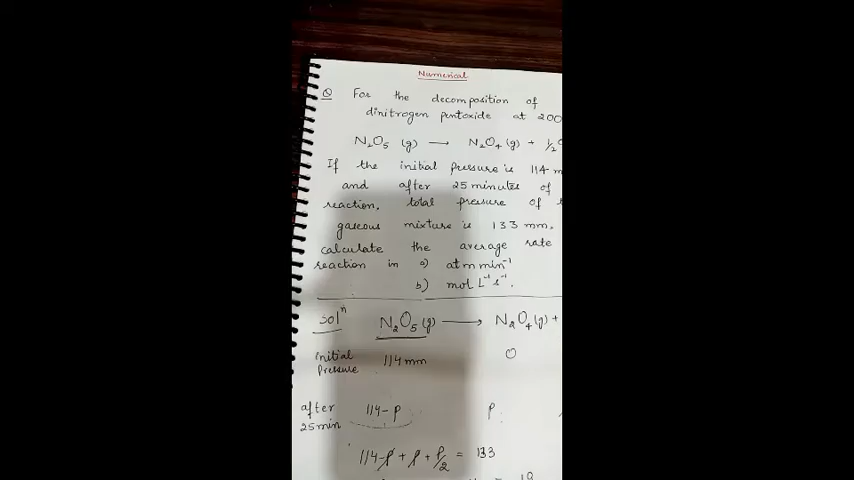 Numerical
Q For the decomposition of
dinitrogen pentoxide at 200
N₂O₅ (g) ⟶ N₂O₄ (g) + ½
If the initial pressure is 114 m
and after 25 minutes of
reaction, total pressure of
gaseous mixture is 133 mm.
calculate the average rate
reaction in a) atm min⁻¹
b) mol L⁻¹ s⁻¹.
solⁿ N₂O₅ (g) ⟶ N₂O₄ (g) +
initial Pressure 114 mm 0
after 25 min 114-p p
114-p + p + p/2 = 133